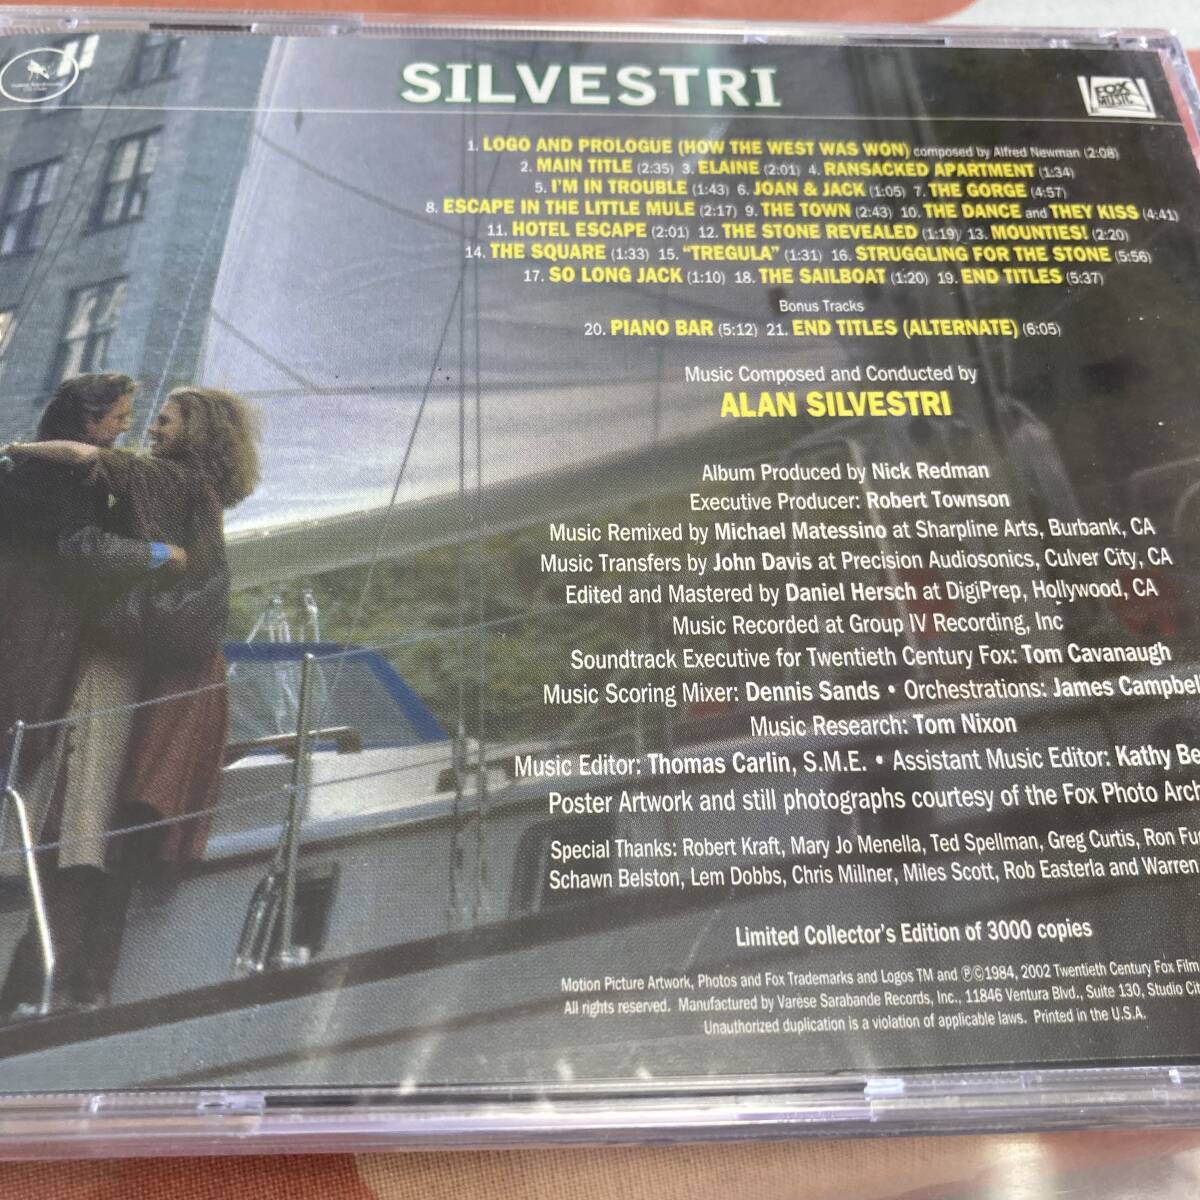 SILVESTRI
FOX MUSIC
1. LOGO AND PROLOGUE (HOW THE WEST WAS WON) composed by Alfred Newman (2:08)
2. MAIN TITLE (2:35) 3. ELAINE (2:01) 4. RANSACKED APARTMENT (1:34)
5. I'M IN TROUBLE (1:43) 6. JOAN & JACK (1:05) 7. THE GORGE (4:57)
8. ESCAPE IN THE LITTLE MULE (2:17) 9. THE TOWN (2:43) 10. THE DANCE and THEY KISS (4:41)
11. HOTEL ESCAPE (2:01) 12. THE STONE REVEALED (1:19) 13. MOUNTIES! (2:20)
14. THE SQUARE (1:33) 15. “TREGULA” (1:31) 16. STRUGGLING FOR THE STONE (5:56)
17. SO LONG JACK (1:10) 18. THE SAILBOAT (1:20) 19. END TITLES (5:37)
Bonus Tracks
20. PIANO BAR (5:12) 21. END TITLES (ALTERNATE) (6:05)
Music Composed and Conducted by
ALAN SILVESTRI
Album Produced by Nick Redman
Executive Producer: Robert Townson
Music Remixed by Michael Matessino at Sharpline Arts, Burbank, CA
Music Transfers by John Davis at Precision Audiosonics, Culver City, CA
Edited and Mastered by Daniel Hersch at DigiPrep, Hollywood, CA
Music Recorded at Group IV Recording, Inc
Soundtrack Executive for Twentieth Century Fox: Tom Cavanaugh
Music Scoring Mixer: Dennis Sands • Orchestrations: James Campbell
Music Research: Tom Nixon
Music Editor: Thomas Carlin, S.M.E. • Assistant Music Editor: Kathy Be
Poster Artwork and still photographs courtesy of the Fox Photo Arch
Special Thanks: Robert Kraft, Mary Jo Menella, Ted Spellman, Greg Curtis, Ron Fu
Schawn Belston, Lem Dobbs, Chris Millner, Miles Scott, Rob Easterla and Warren
Limited Collector's Edition of 3000 copies
Motion Picture Artwork, Photos and Fox Trademarks and Logos TM and ℗©1984, 2002 Twentieth Century Fox Film
All rights reserved. Manufactured by Varèse Sarabande Records, Inc., 11846 Ventura Blvd., Suite 130, Studio Cit
Unauthorized duplication is a violation of applicable laws. Printed in the U.S.A.